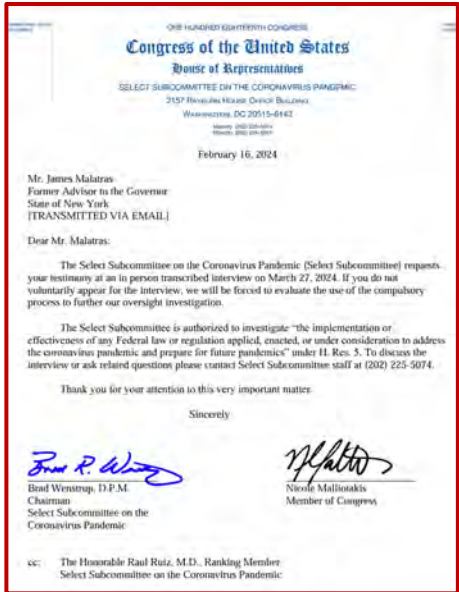 ONE HUNDRED EIGHTEENTH CONGRESS
Congress of the United States
House of Representatives
SELECT SUBCOMMITTEE ON THE CORONAVIRUS PANDEMIC
2157 RAYBURN HOUSE OFFICE BUILDING
WASHINGTON, DC 20515-6143
February 16, 2024
Mr. James Malatras
Former Advisor to the Governor
State of New York
[TRANSMITTED VIA EMAIL]
Dear Mr. Malatras:
The Select Subcommittee on the Coronavirus Pandemic (Select Subcommittee) requests
your testimony at an in person transcribed interview on March 27, 2024. If you do not
voluntarily appear for the interview, we will be forced to evaluate the use of the compulsory
process to further our oversight investigation.
The Select Subcommittee is authorized to investigate “the implementation or
effectiveness of any Federal law or regulation applied, enacted, or under consideration to address
the coronavirus pandemic and prepare for future pandemics” under H. Res. 5. To discuss the
interview or ask related questions please contact Select Subcommittee staff at (202) 225-5074.
Thank you for your attention to this very important matter.
Sincerely
Brad Wenstrup, D.P.M.
Chairman
Select Subcommittee on the
Coronavirus Pandemic
Nicole Malliotakis
Member of Congress
cc: The Honorable Raul Ruiz, M.D., Ranking Member
Select Subcommittee on the Coronavirus Pandemic